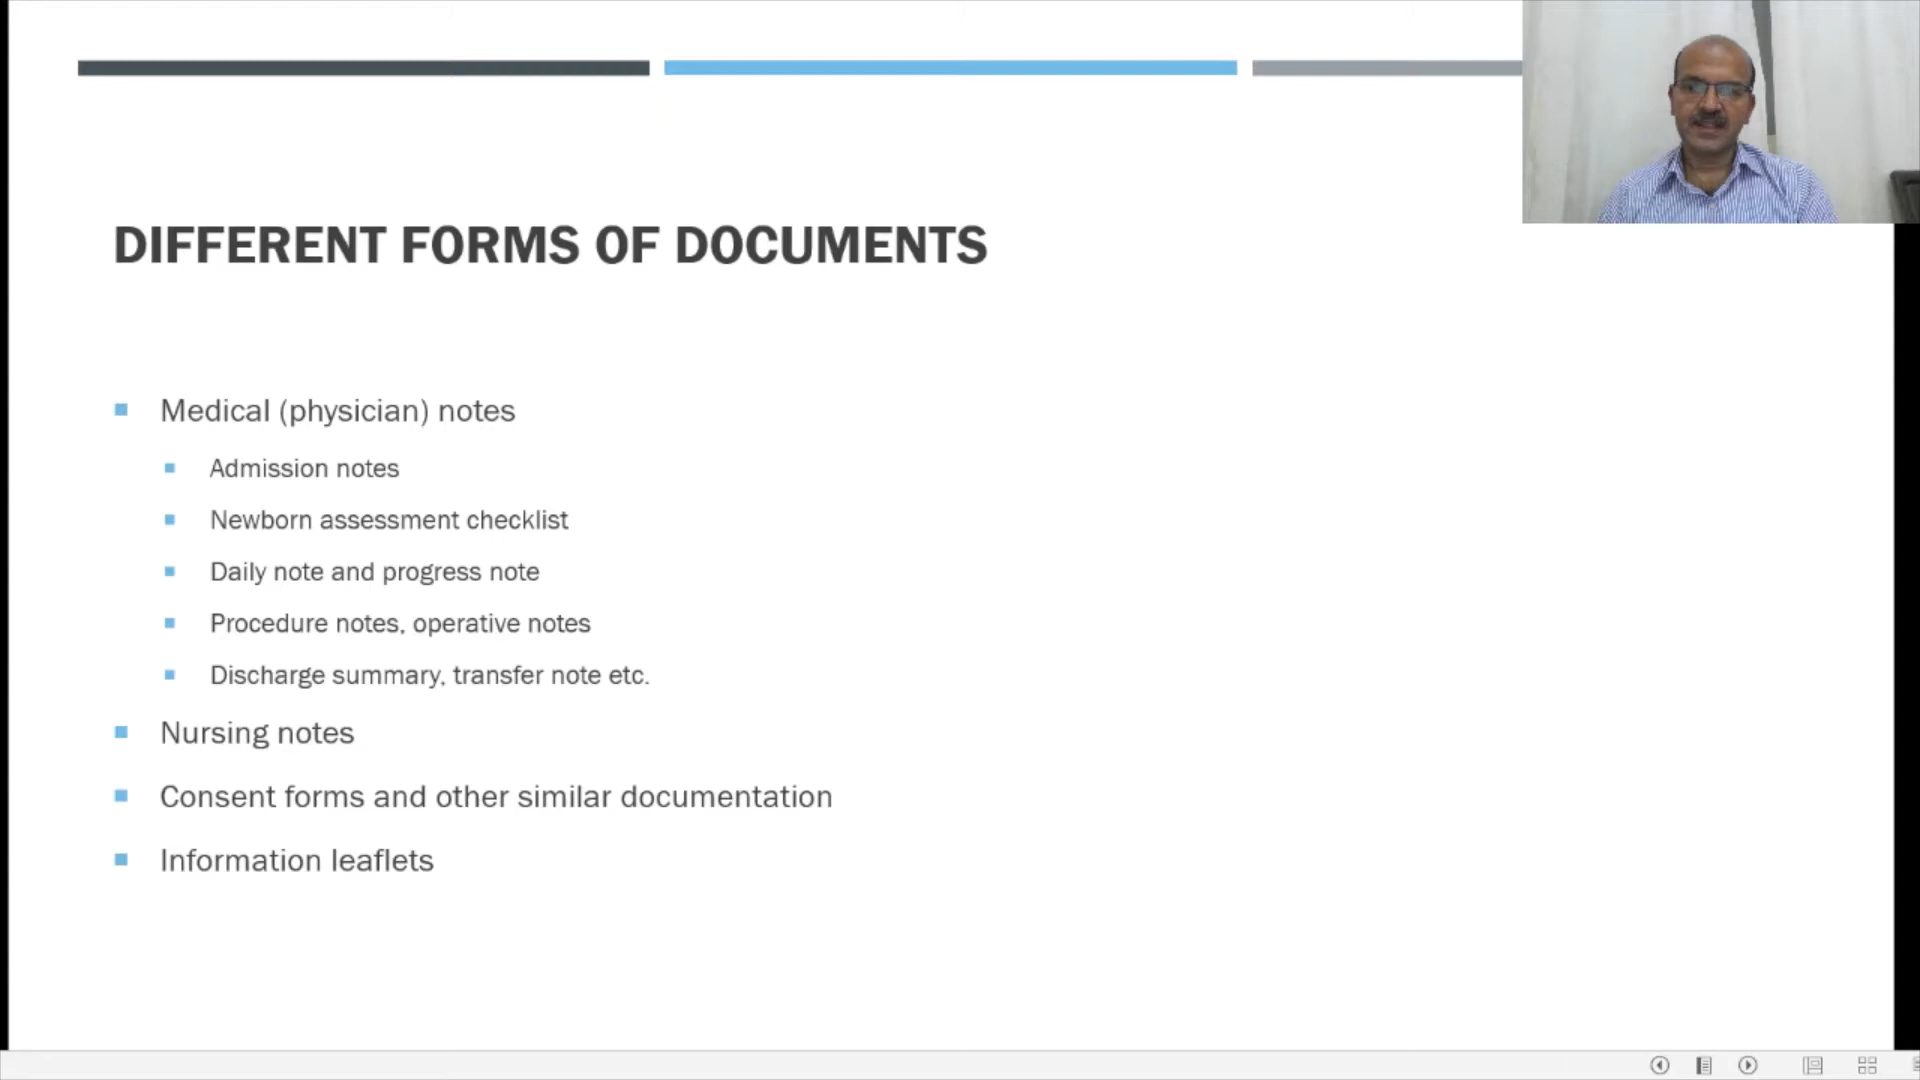 DIFFERENT FORMS OF DOCUMENTS
Medical (physician) notes
Admission notes
Newborn assessment checklist
Daily note and progress note
Procedure notes, operative notes
Discharge summary, transfer note etc.
Nursing notes
Consent forms and other similar documentation
Information leaflets